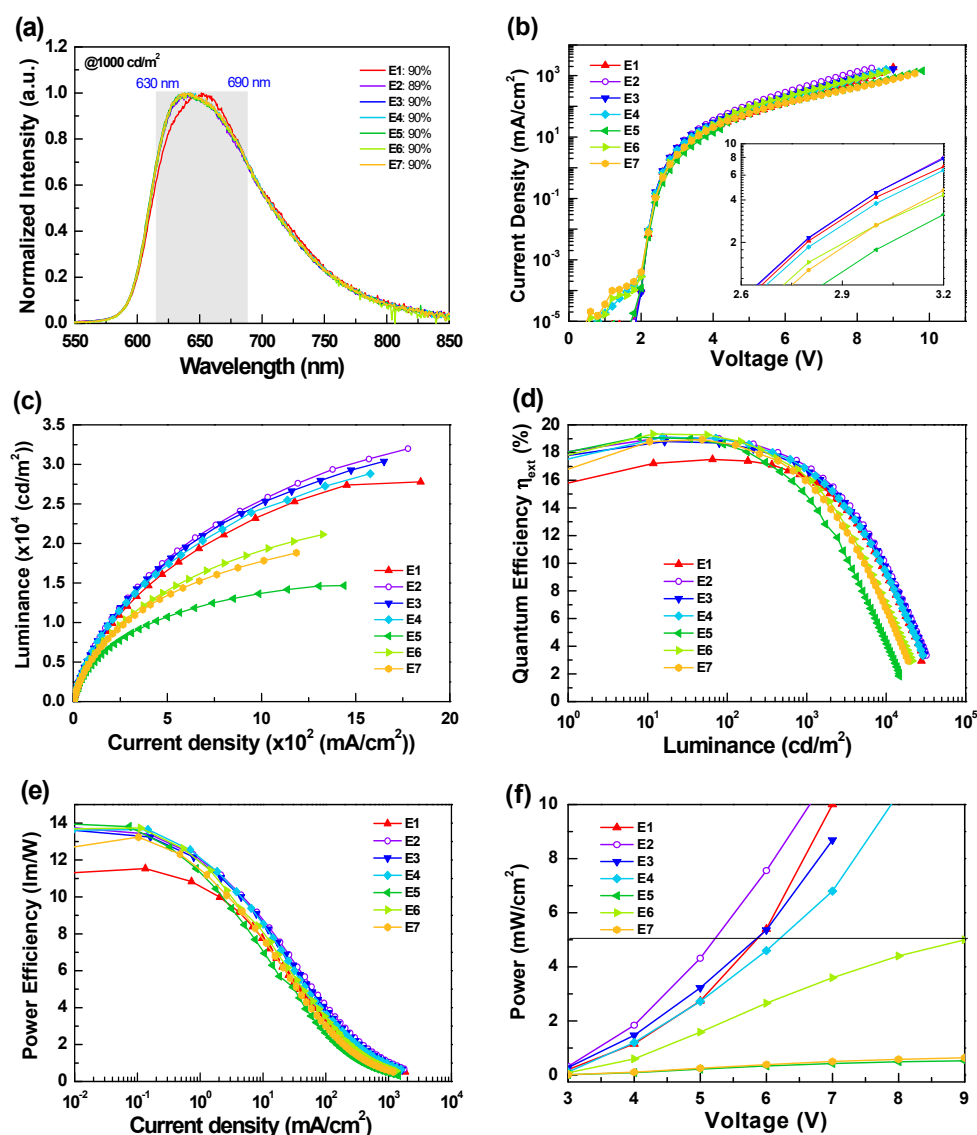 (a)
@1000 cd/m²
630 nm 690 nm
E1: 90%
E2: 89%
E3: 90%
E4: 90%
E5: 90%
E6: 90%
E7: 90%
Normalized Intensity (a.u.)
1.2
1.0
0.8
0.6
0.4
0.2
0.0
550 600 650 700 750 800 850
Wavelength (nm)
(b)
E1
E2
E3
E4
E5
E6
E7
Current Density (mA/cm²)
10³
10¹
10⁻¹
10⁻³
10⁻⁵
0 2 4 6 8 10
Voltage (V)
10
8
6
4
2
2.6 2.9 3.2
(c)
Luminance (x10⁴ (cd/m²))
3.5
3.0
2.5
2.0
1.5
1.0
0.5
0.0
0 5 10 15 20
Current density (x10² (mA/cm²))
E1
E2
E3
E4
E5
E6
E7
(d)
Quantum Efficiency ηext (%)
20
18
16
14
12
10
8
6
4
2
0
10⁰ 10¹ 10² 10³ 10⁴ 10⁵
Luminance (cd/m²)
E1
E2
E3
E4
E5
E6
E7
(e)
Power Efficiency (lm/W)
14
12
10
8
6
4
2
0
10⁻² 10⁻¹ 10⁰ 10¹ 10² 10³ 10⁴
Current density (mA/cm²)
E1
E2
E3
E4
E5
E6
E7
(f)
Power (mW/cm²)
10
8
6
4
2
0
3 4 5 6 7 8 9
Voltage (V)
E1
E2
E3
E4
E5
E6
E7